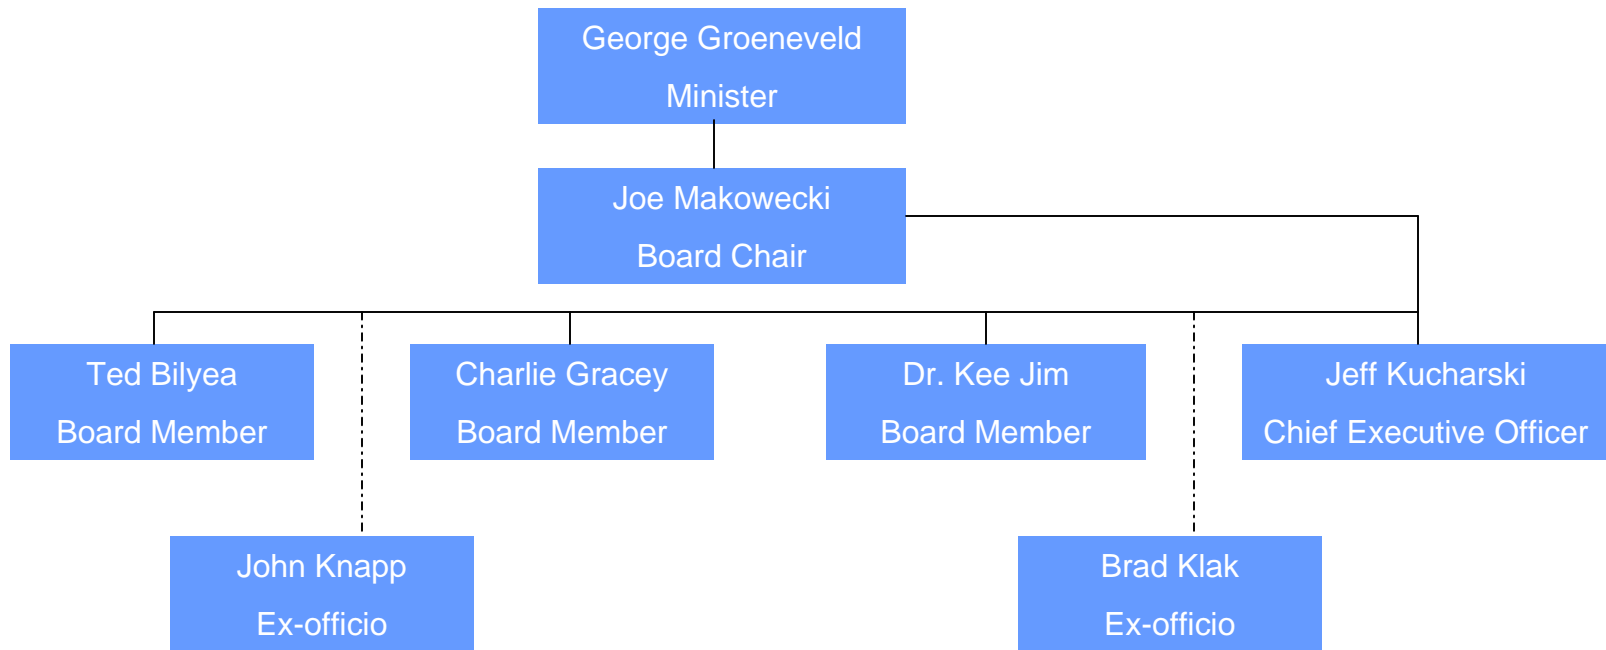 George Groeneveld
Minister
Joe Makowecki
Board Chair
Ted Bilyea
Board Member
Charlie Gracey
Board Member
Dr. Kee Jim
Board Member
Jeff Kucharski
Chief Executive Officer
John Knapp
Ex-officio
Brad Klak
Ex-officio